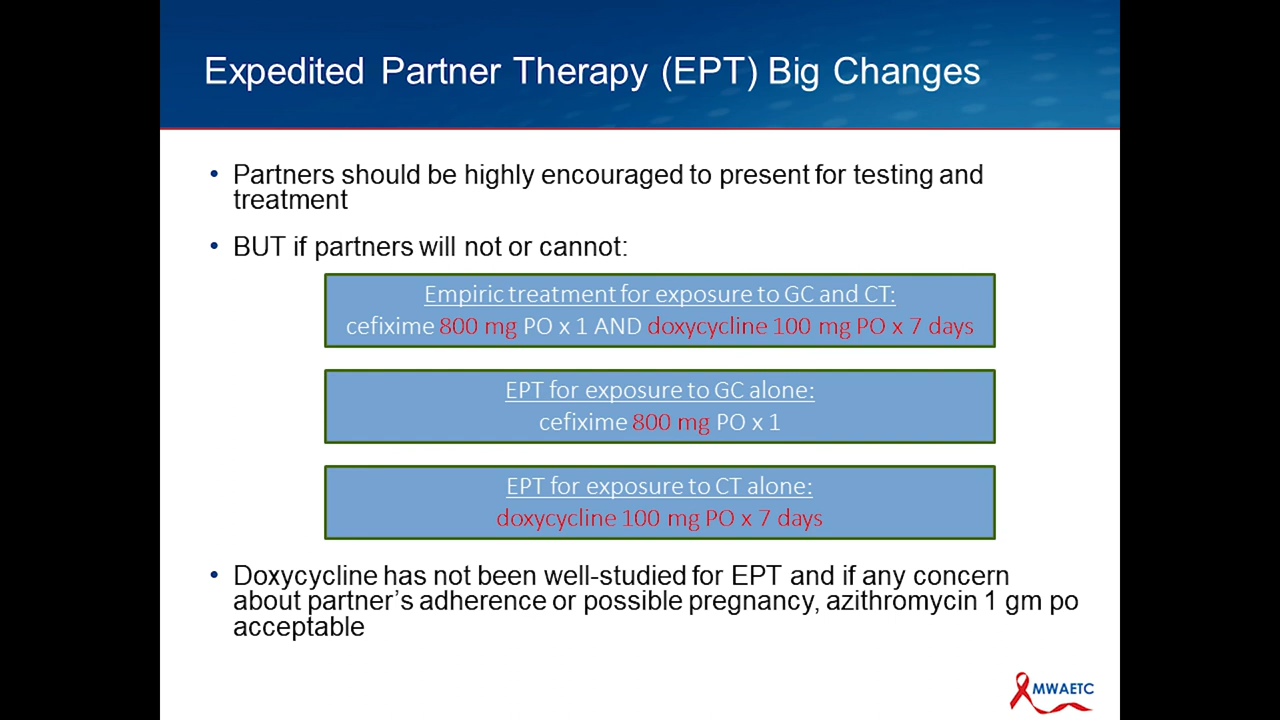 Expedited Partner Therapy (EPT) Big Changes
• Partners should be highly encouraged to present for testing and
treatment
• BUT if partners will not or cannot:
Empiric treatment for exposure to GC and CT:
cefixime 800 mg PO x 1 AND doxycycline 100 mg PO x 7 days
EPT for exposure to GC alone:
cefixime 800 mg PO x 1
EPT for exposure to CT alone:
doxycycline 100 mg PO x 7 days
• Doxycycline has not been well-studied for EPT and if any concern
about partner’s adherence or possible pregnancy, azithromycin 1 gm po
acceptable
MWAETC